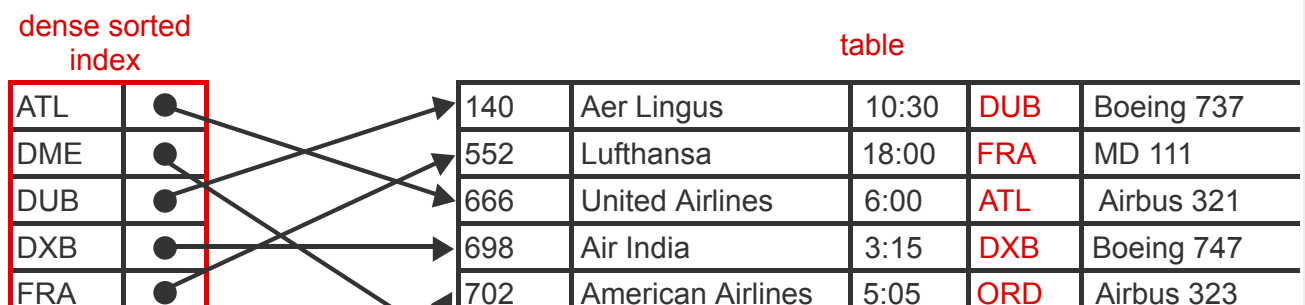 dense sorted
index
table
ATL
DME
DUB
DXB
FRA
140 Aer Lingus 10:30 DUB Boeing 737
552 Lufthansa 18:00 FRA MD 111
666 United Airlines 6:00 ATL Airbus 321
698 Air India 3:15 DXB Boeing 747
702 American Airlines 5:05 ORD Airbus 323